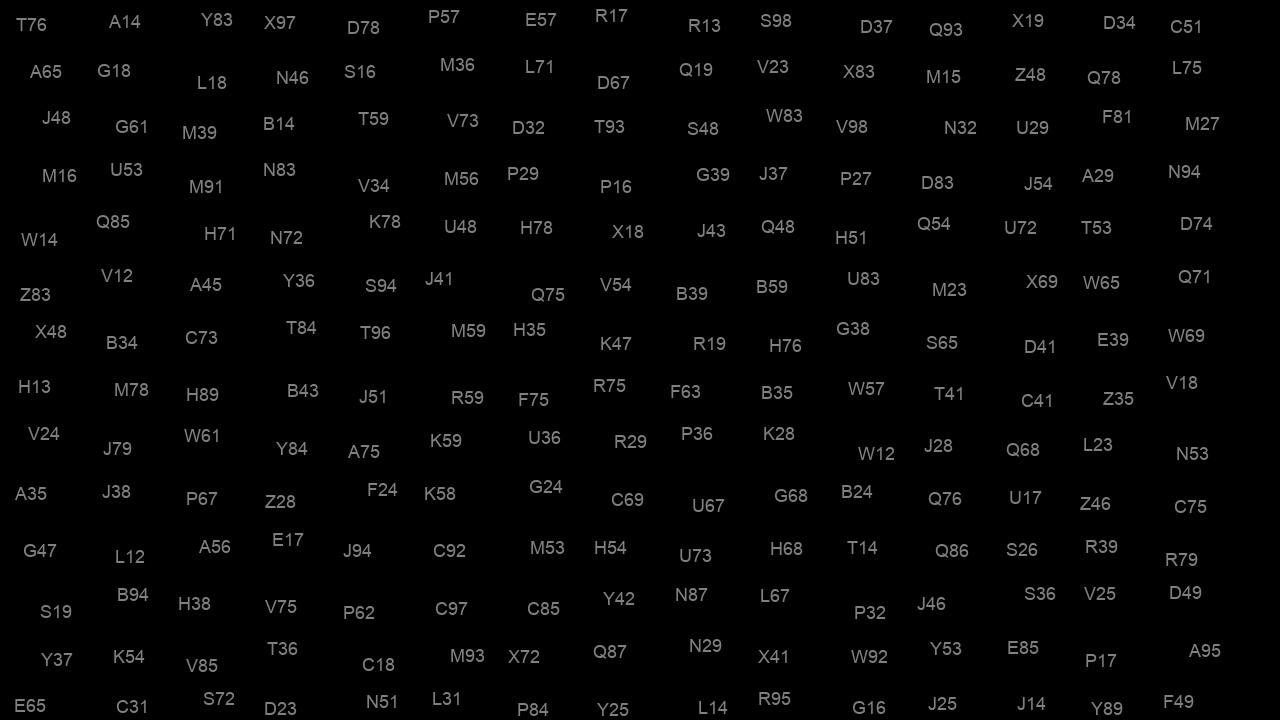 T76 A14 Y83 X97 D78 P57 E57 R17 R13 S98 D37 Q93 X19 D34 C51
A65 G18 L18 N46 S16 M36 L71 D67 Q19 V23 X83 M15 Z48 Q78 L75
J48 G61 M39 B14 T59 V73 D32 T93 S48 W83 V98 N32 U29 F81 M27
M16 U53 M91 N83 V34 M56 P29 P16 G39 J37 P27 D83 J54 A29 N94
W14 Q85 H71 N72 K78 U48 H78 X18 J43 Q48 H51 Q54 U72 T53 D74
Z83 V12 A45 Y36 S94 J41 Q75 V54 B39 B59 U83 M23 X69 W65 Q71
X48 B34 C73 T84 T96 M59 H35 K47 R19 H76 G38 S65 D41 E39 W69
H13 M78 H89 B43 J51 R59 F75 R75 F63 B35 W57 T41 C41 Z35 V18
V24 J79 W61 Y84 A75 K59 U36 R29 P36 K28 W12 J28 Q68 L23 N53
A35 J38 P67 Z28 F24 K58 G24 C69 U67 G68 B24 Q76 U17 Z46 C75
G47 L12 A56 E17 J94 C92 M53 H54 U73 H68 T14 Q86 S26 R39 R79
S19 B94 H38 V75 P62 C97 C85 Y42 N87 L67 P32 J46 S36 V25 D49
Y37 K54 V85 T36 C18 M93 X72 Q87 N29 X41 W92 Y53 E85 P17 A95
E65 C31 S72 D23 N51 L31 P84 Y25 L14 R95 G16 J25 J14 Y89 F49